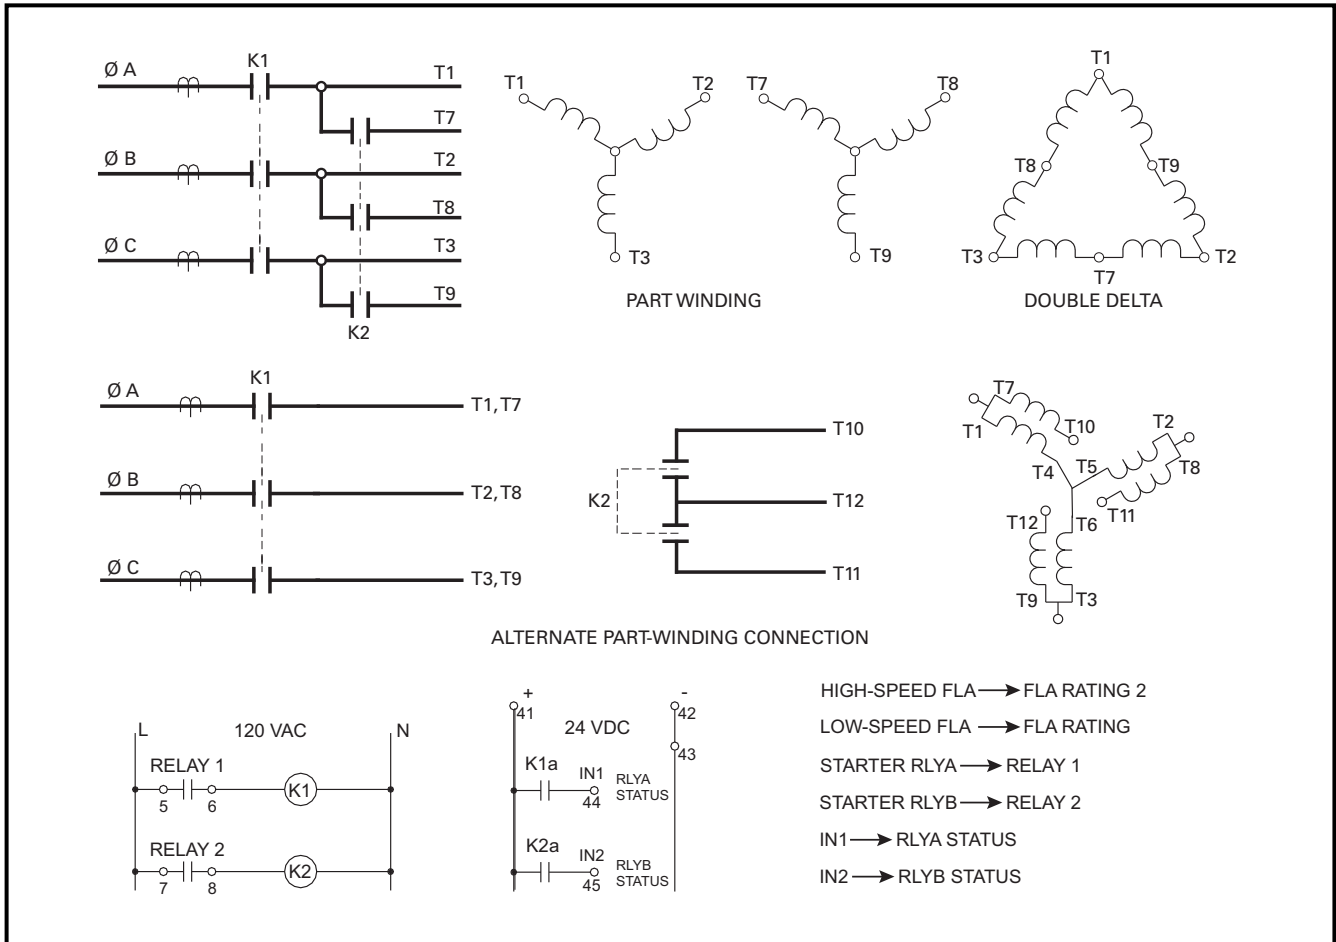 K1
Ø A
T1
T7
Ø B
T2
T8
Ø C
T3
T9
K2
T1
T2
T3
T7
T8
T9
PART WINDING
T1
T8
T9
T3
T7
T2
DOUBLE DELTA
K1
Ø A
T1, T7
Ø B
T2, T8
Ø C
T3, T9
T10
K2
T12
T11
T7
T1
T10
T2
T4
T5
T8
T11
T12
T6
T9
T3
ALTERNATE PART-WINDING CONNECTION
L
120 VAC
N
RELAY 1
5
6
K1
RELAY 2
7
8
K2
+
-
41
42
24 VDC
43
K1a
IN1
44
RLYA
STATUS
K2a
IN2
45
RLYB
STATUS
HIGH-SPEED FLA → FLA RATING 2
LOW-SPEED FLA → FLA RATING
STARTER RLYA → RELAY 1
STARTER RLYB → RELAY 2
IN1 → RLYA STATUS
IN2 → RLYB STATUS